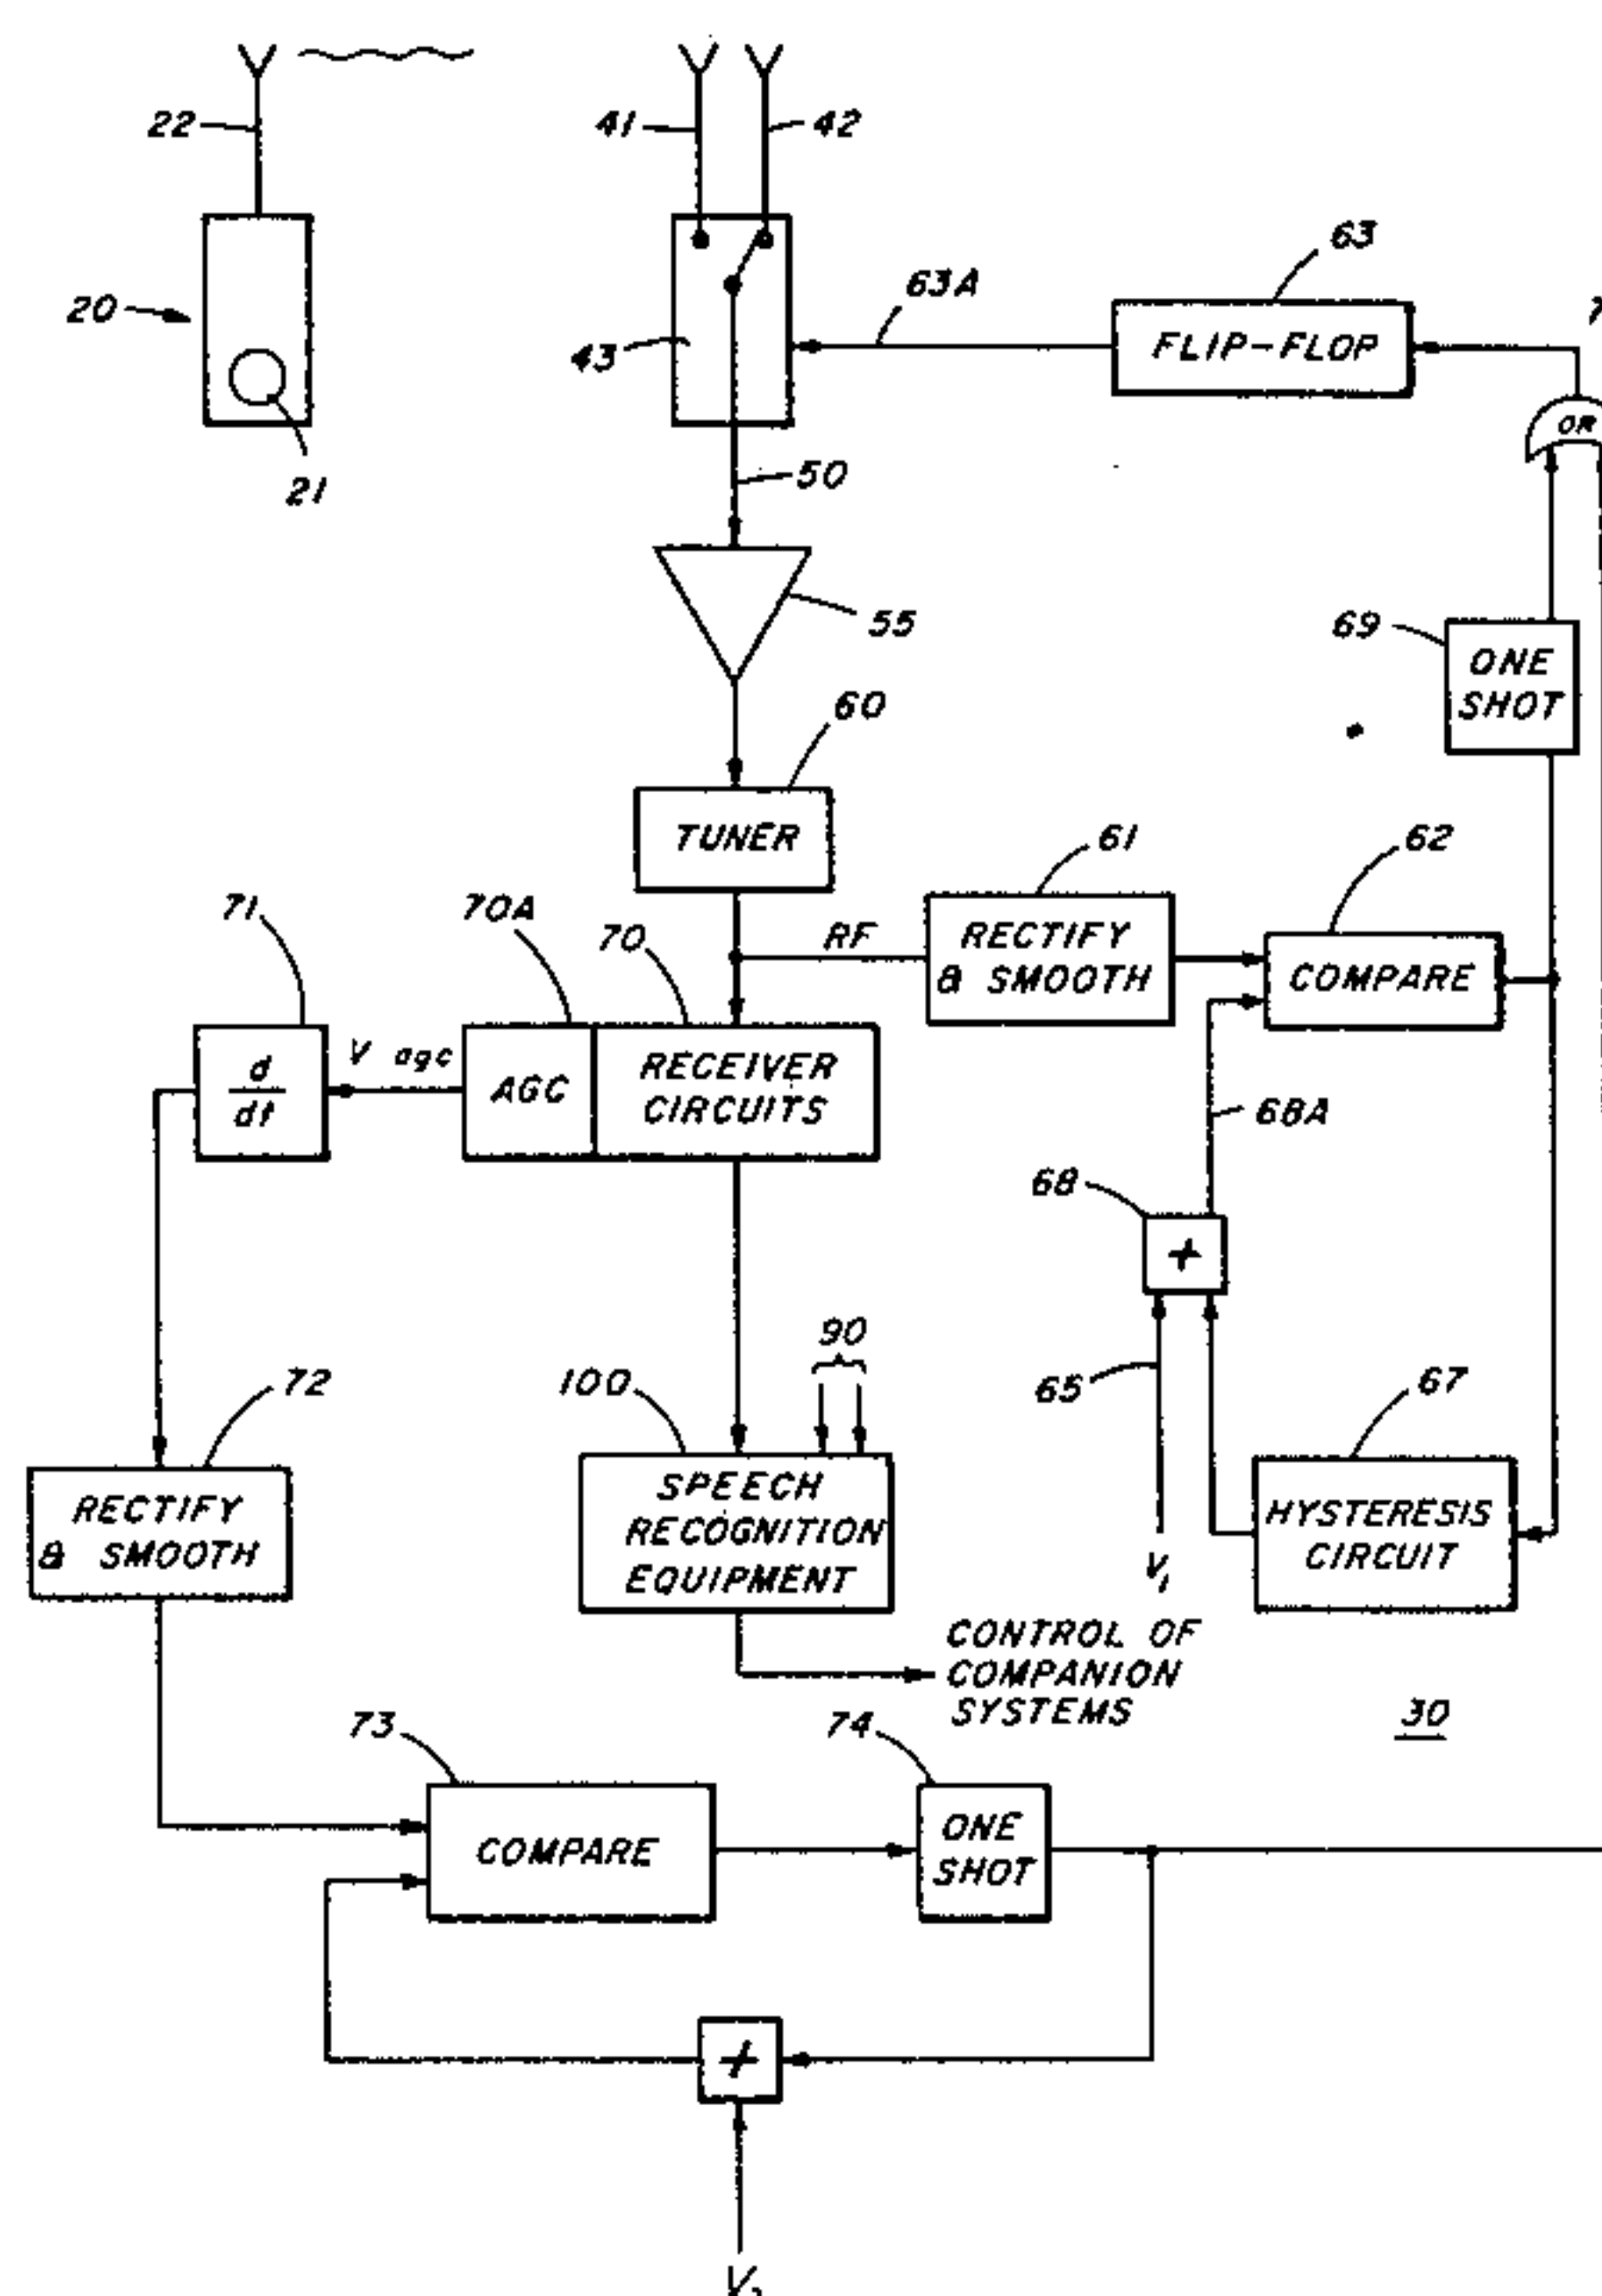 22
41
42
63
63A
20
43
FLIP-FLOP
OR
21
50
55
69
ONE
SHOT
60
TUNER
61
62
71
70A
70
RF
RECTIFY
& SMOOTH
COMPARE
d
dt
V agc
AGC
RECEIVER
CIRCUITS
68A
68
+
90
72
100
65
67
RECTIFY
& SMOOTH
SPEECH
RECOGNITION
EQUIPMENT
V1
HYSTERESIS
CIRCUIT
CONTROL OF
COMPANION
SYSTEMS
30
73
74
COMPARE
ONE
SHOT
+